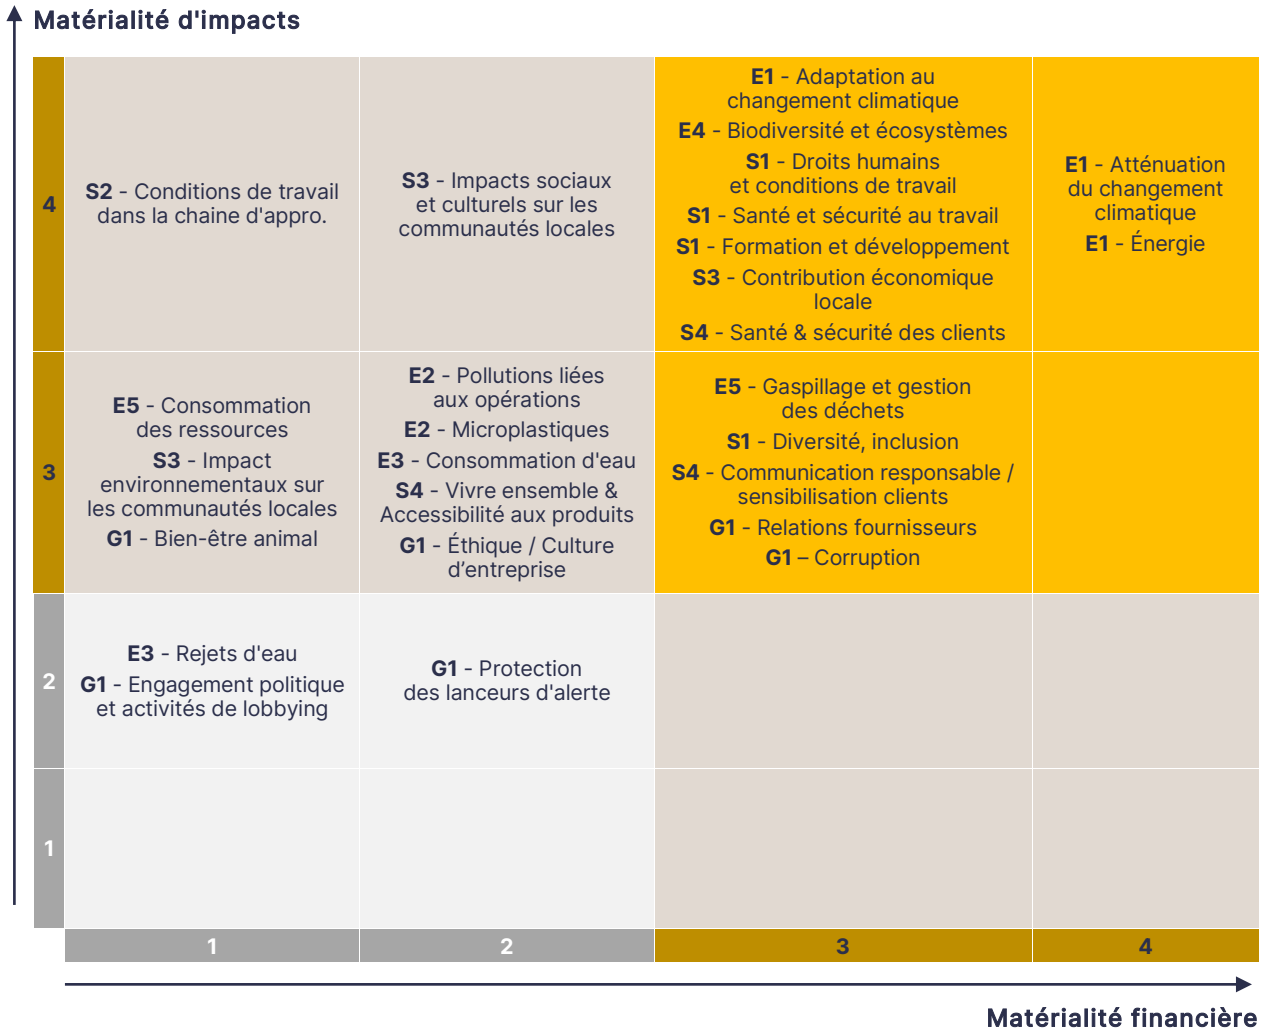 Matérialité d'impacts
4
S2 - Conditions de travail
dans la chaine d'appro.
S3 - Impacts sociaux
et culturels sur les
communautés locales
E1 - Adaptation au
changement climatique
E4 - Biodiversité et écosystèmes
S1 - Droits humains
et conditions de travail
S1 - Santé et sécurité au travail
S1 - Formation et développement
S3 - Contribution économique
locale
S4 - Santé & sécurité des clients
E1 - Atténuation
du changement
climatique
E1 - Énergie
3
E5 - Consommation
des ressources
S3 - Impact
environnementaux sur
les communautés locales
G1 - Bien-être animal
E2 - Pollutions liées
aux opérations
E2 - Microplastiques
E3 - Consommation d'eau
S4 - Vivre ensemble &
Accessibilité aux produits
G1 - Éthique / Culture
d’entreprise
E5 - Gaspillage et gestion
des déchets
S1 - Diversité, inclusion
S4 - Communication responsable /
sensibilisation clients
G1 - Relations fournisseurs
G1 – Corruption
2
E3 - Rejets d'eau
G1 - Engagement politique
et activités de lobbying
G1 - Protection
des lanceurs d'alerte
1
1
2
3
4
Matérialité financière